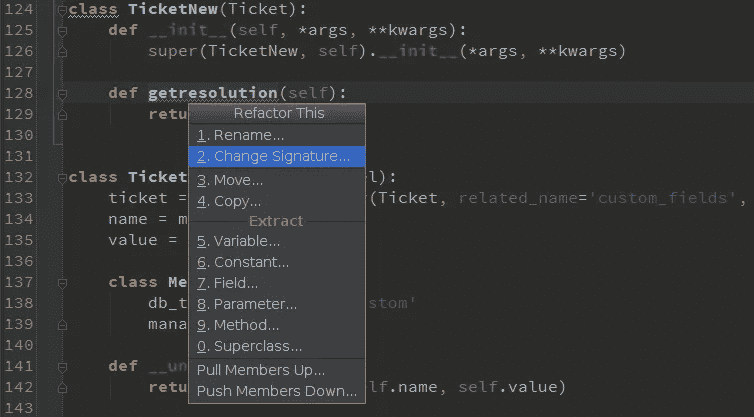 124 class TicketNew(Ticket):
125 def __init__(self, *args, **kwargs):
126 super(TicketNew, self).__init__(*args, **kwargs)
127
128 def getresolution(self):
129 retu
130
131
132 class Ticket l):
133 ticket = (Ticket, related_name='custom_fields',
134 name = m
135 value =
136
137 class Me
138 db_t stom'
139 mana
140
141 def __un
142 retu lf.name, self.value)
143
Refactor This
1. Rename...
2. Change Signature...
3. Move...
4. Copy...
Extract
5. Variable...
6. Constant...
7. Field...
8. Parameter...
9. Method...
0. Superclass...
Pull Members Up...
Push Members Down...